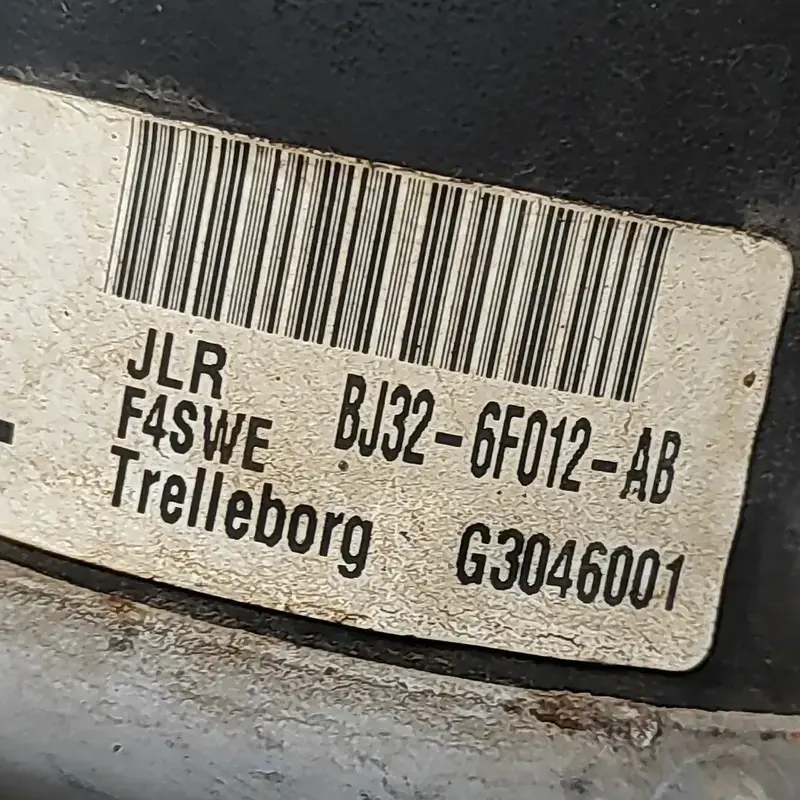 JLR
F4SWE BJ32-6F012-AB
Trelleborg G3046001